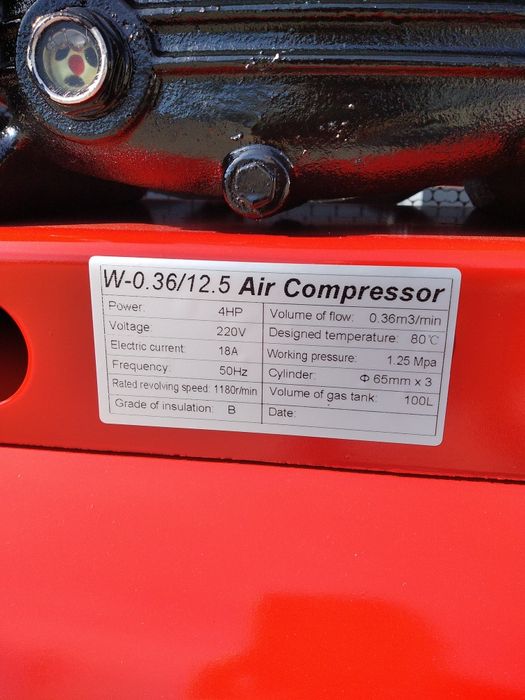 W-0.36/12.5 Air Compressor
Power: 4HP
Voltage 220V
Electric current: 18A
Frequency: 50Hz
Rated revolving speed: 1180r/min
Grade of insulation: B
Volume of flow: 0.36m3/min
Designed temperature: 80℃
Working pressure: 1.25 Mpa
Cylinder: Φ 65mm x 3
Volume of gas tank: 100L
Date: